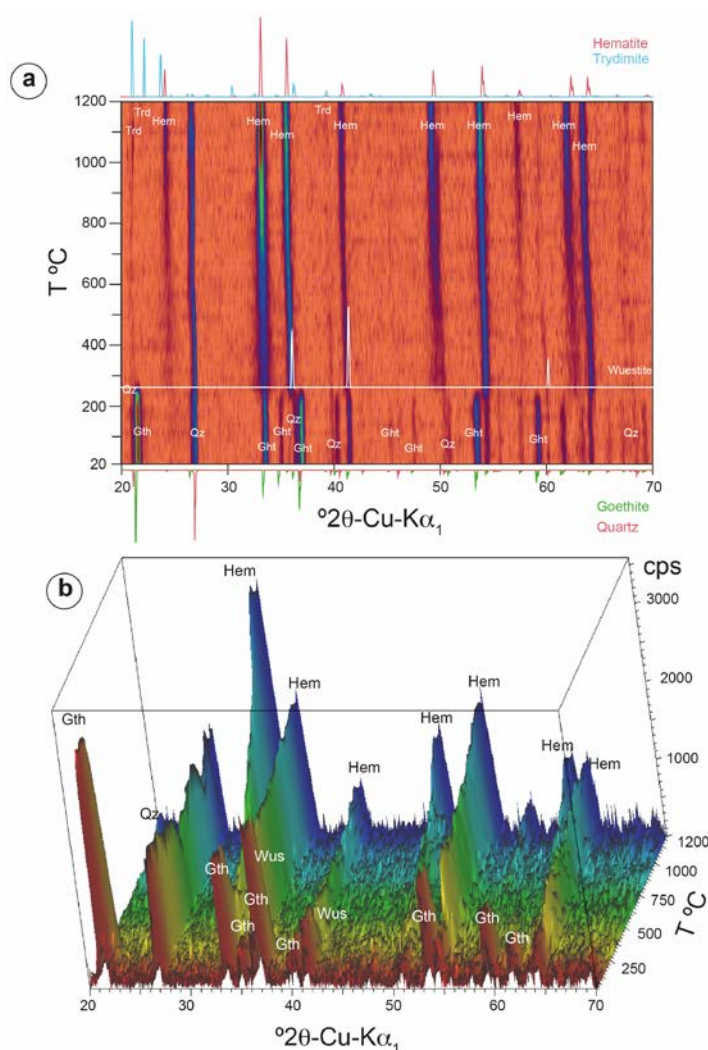 a
Hematite
Trydimite
1200
1000
800
600
400
200
20
T ºC
Trd
Trd
Hem
Hem
Hem
Trd
Hem
Hem
Hem
Hem
Hem
Hem
Wuestite
Qz
Gth
Qz
Ght
Ght
Qz
Ght
Qz
Ght
Ght
Qz
Ght
Ght
Qz
20 30 40 50 60 70
º2θ-Cu-Kα1
Goethite
Quartz
b
cps
3000
2000
1000
Hem
Hem
Hem
Hem
Hem
Hem
Hem
Gth
Qz
Gth
Wus
Gth
Gth
Gth
Wus
Gth
Gth
Gth
1200
1000
750
500
250
T ºC
20 30 40 50 60 70
º2θ-Cu-Kα1